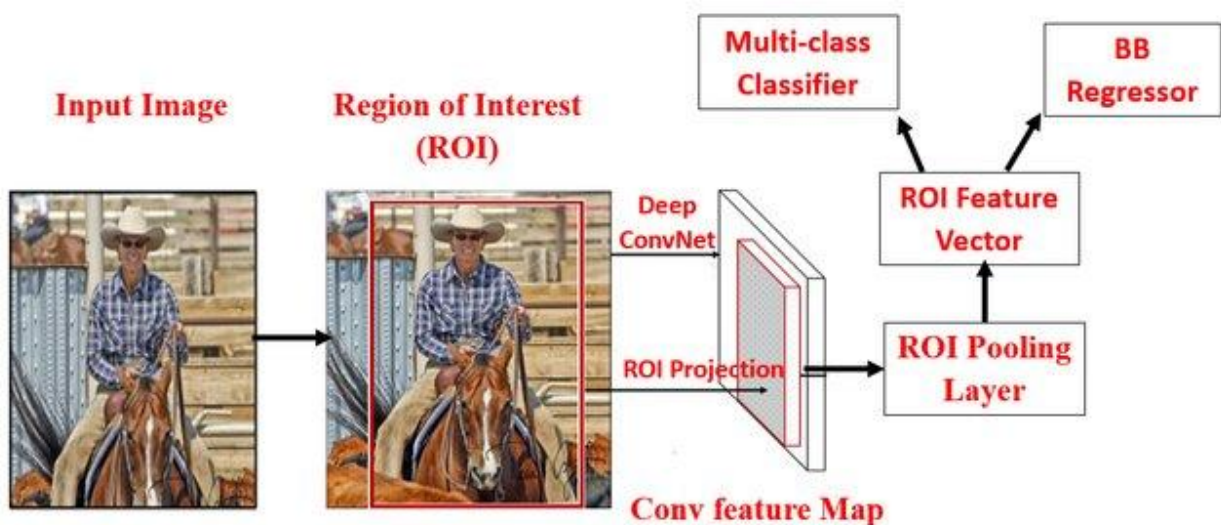 Input Image
Region of Interest
(ROI)
Deep
ConvNet
ROI Projection
Conv feature Map
Multi-class
Classifier
BB
Regressor
ROI Feature
Vector
ROI Pooling
Layer